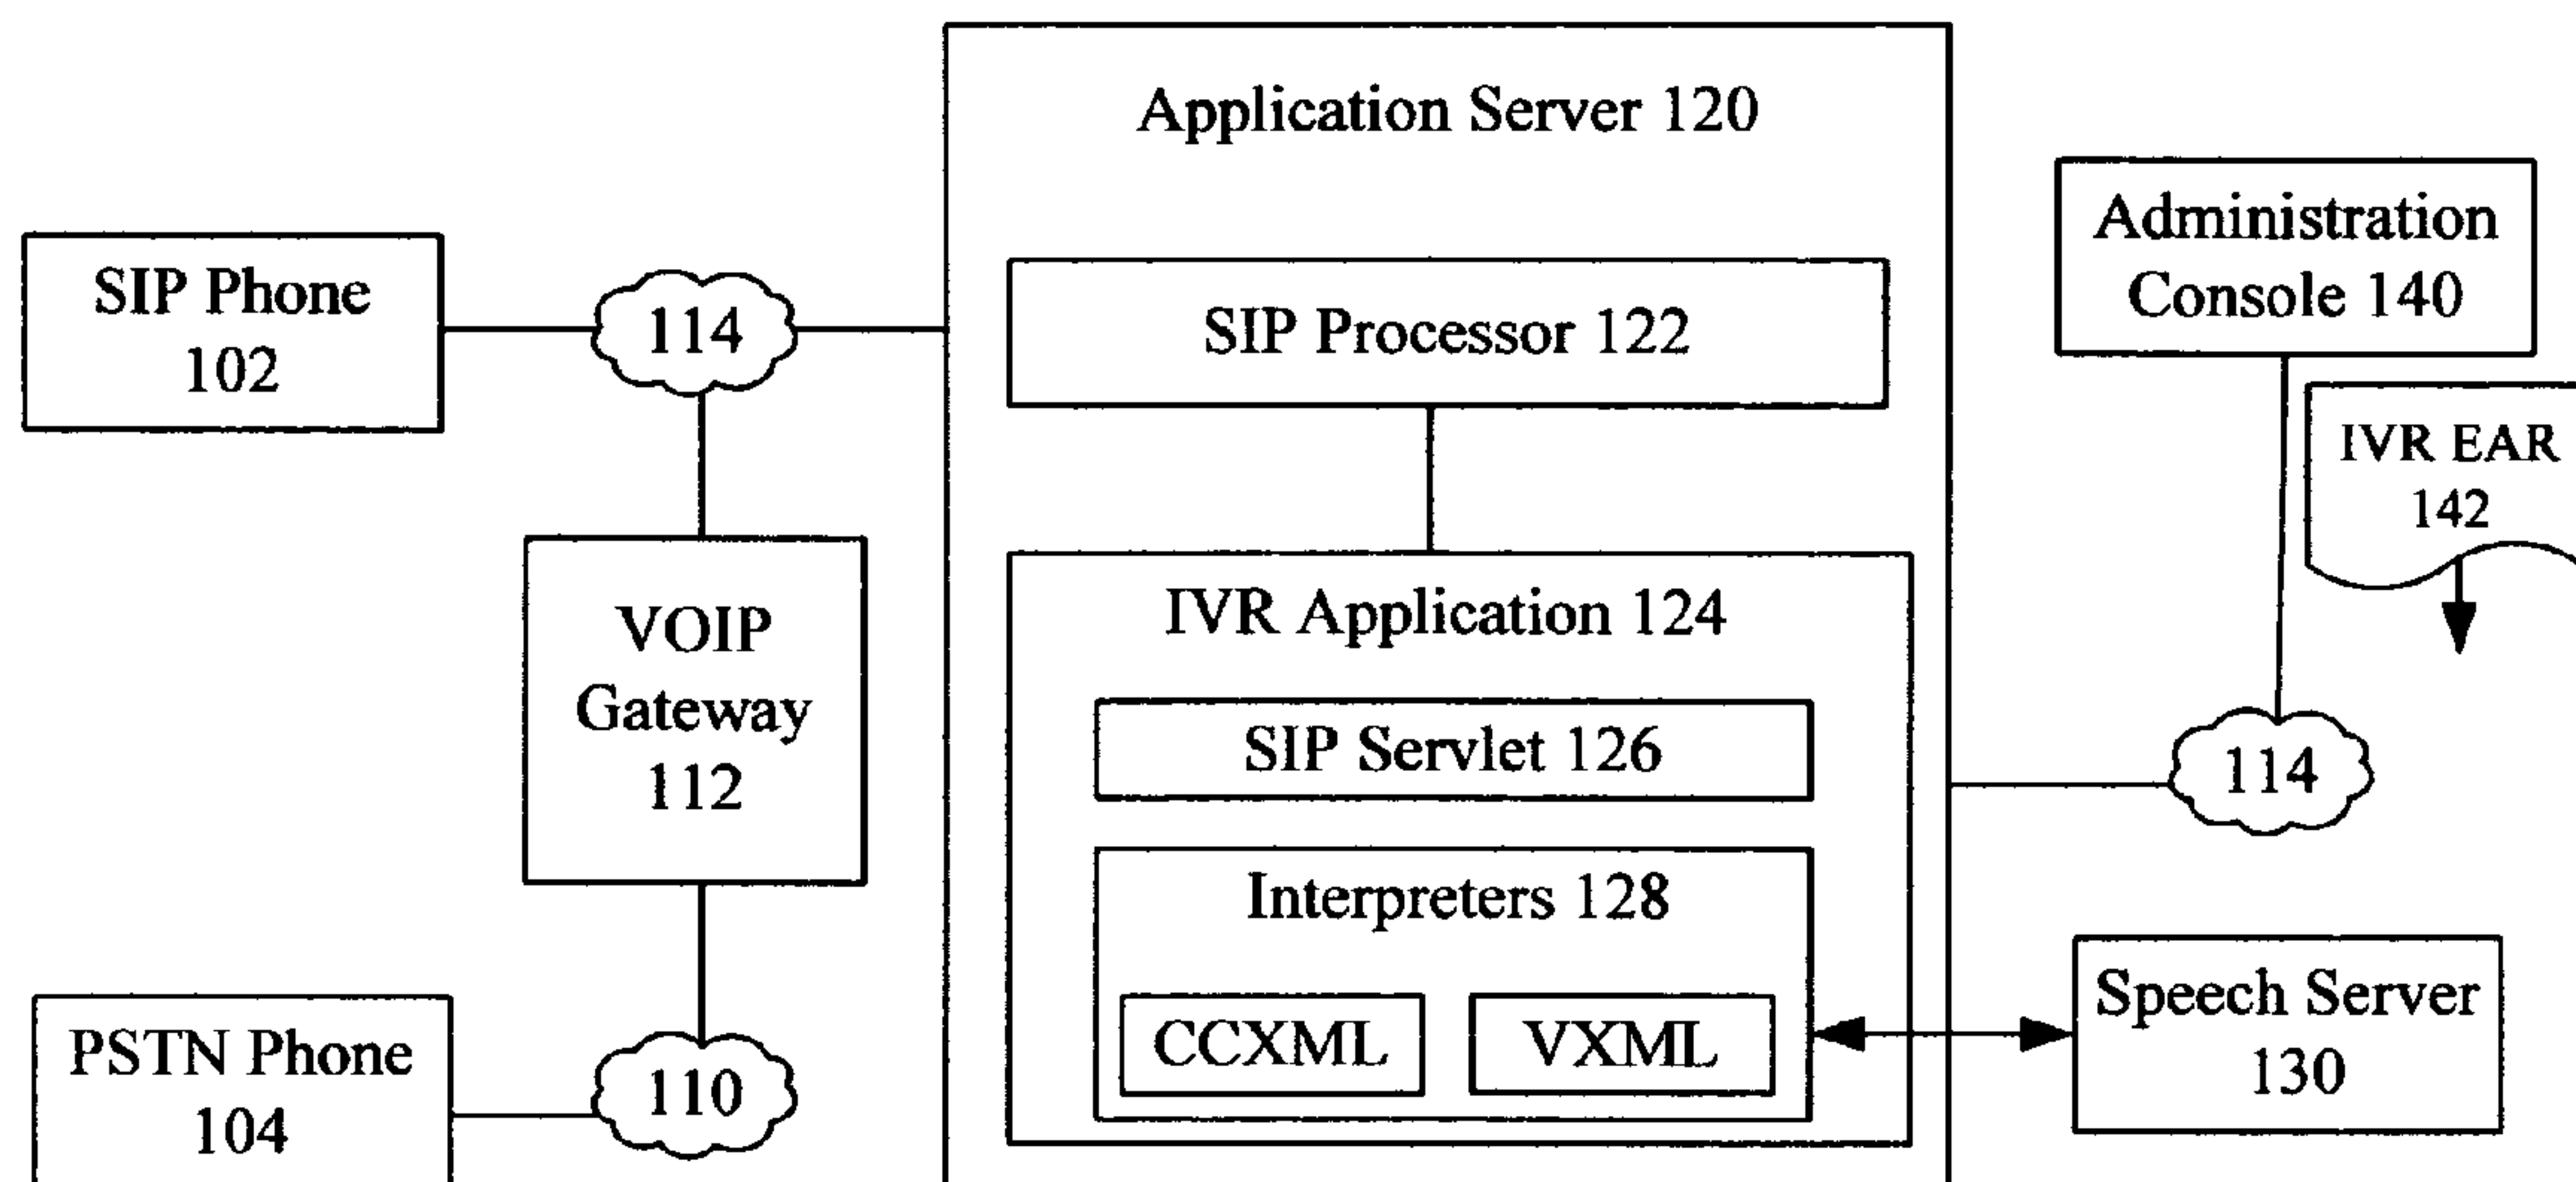 Application Server 120
Administration
Console 140
SIP Phone
102
114
SIP Processor 122
IVR EAR
142
VOIP
Gateway
112
IVR Application 124
SIP Servlet 126
114
Interpreters 128
CCXML
VXML
Speech Server
130
PSTN Phone
104
110